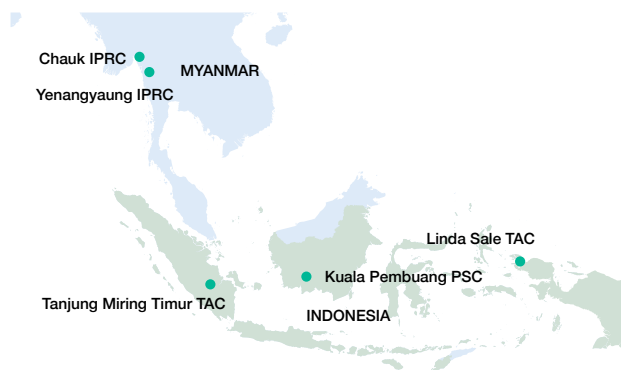 Chauk IPRC
MYANMAR
Yenangyaung IPRC
Linda Sale TAC
Kuala Pembuang PSC
Tanjung Miring Timur TAC
INDONESIA